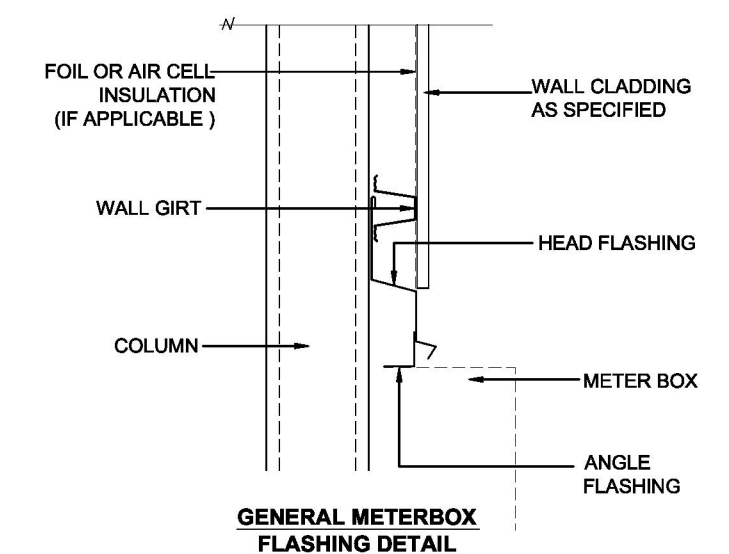 FOIL OR AIR CELL
INSULATION
(IF APPLICABLE )
WALL CLADDING
AS SPECIFIED
WALL GIRT
HEAD FLASHING
COLUMN
METER BOX
ANGLE
FLASHING
GENERAL METERBOX
FLASHING DETAIL